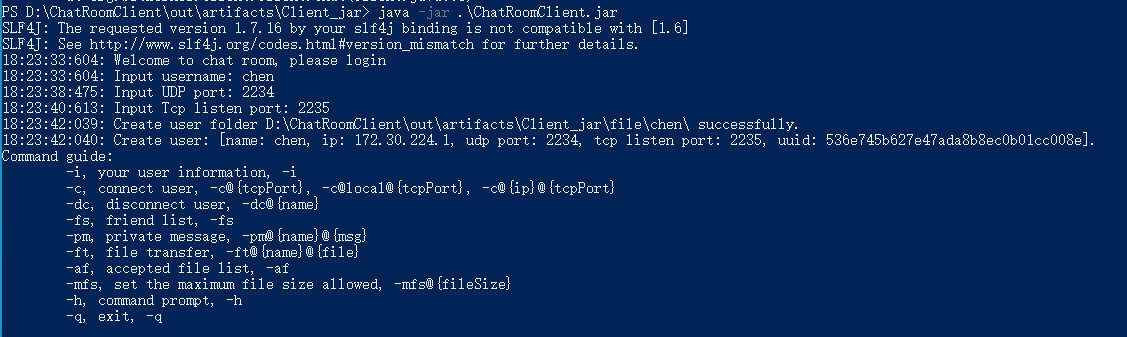 PS D:\ChatRoomClient\out\artifacts\Client_jar> java -jar .\ChatRoomClient.jar
SLF4J: The requested version 1.7.16 by your slf4j binding is not compatible with [1.6]
SLF4J: See http://www.slf4j.org/codes.html#version_mismatch for further details.
18:23:33:604: Welcome to chat room, please login
18:23:33:604: Input username: chen
18:23:38:475: Input UDP port: 2234
18:23:40:613: Input Tcp listen port: 2235
18:23:42:039: Create user folder D:\ChatRoomClient\out\artifacts\Client_jar\file\chen\ successfully.
18:23:42:040: Create user: [name: chen, ip: 172.30.224.1, udp port: 2234, tcp listen port: 2235, uuid: 536e745b627e47ada8b8ec0b01cc008e].
Command guide:
-i, your user information, -i
-c, connect user, -c@{tcpPort}, -c@local@{tcpPort}, -c@{ip}@{tcpPort}
-dc, disconnect user, -dc@{name}
-fs, friend list, -fs
-pm, private message, -pm@{name}@{msg}
-ft, file transfer, -ft@{name}@{file}
-af, accepted file list, -af
-mfs, set the maximum file size allowed, -mfs@{fileSize}
-h, command prompt, -h
-q, exit, -q